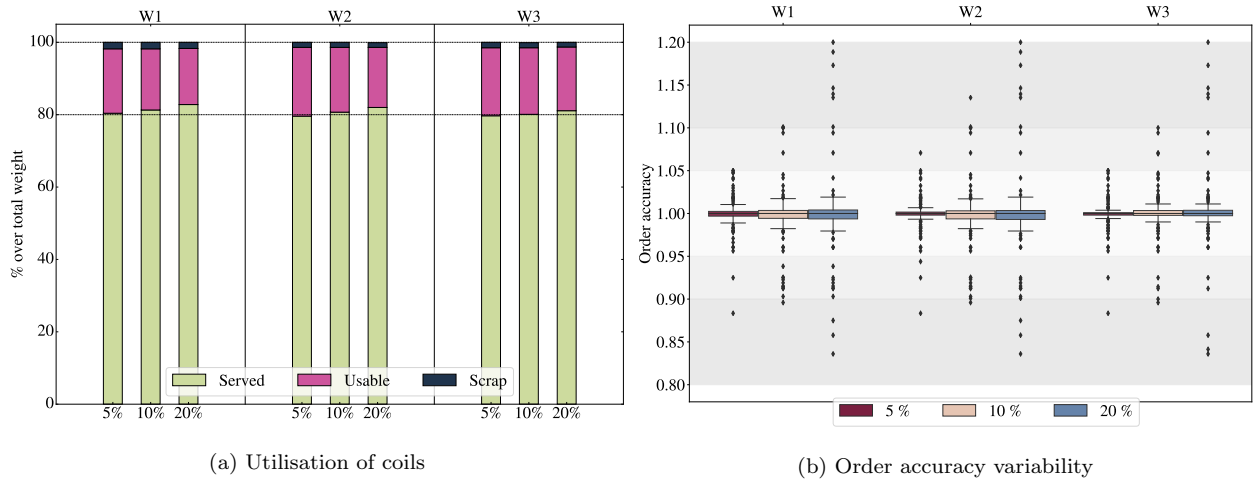 W1 W2 W3
100
80
60
40
20
0
% over total weight
Served Usable Scrap
5% 10% 20% 5% 10% 20% 5% 10% 20%
(a) Utilisation of coils
W1 W2 W3
1.20
1.15
1.10
1.05
1.00
0.95
0.90
0.85
0.80
Order accuracy
5 % 10 % 20 %
(b) Order accuracy variability